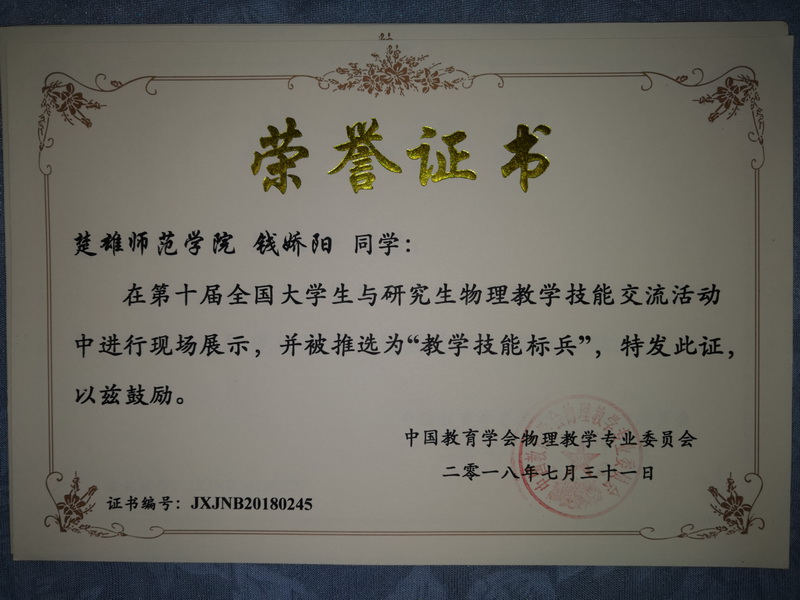 荣誉证书
楚雄师范学院 钱娇阳 同学：
在第十届全国大学生与研究生物理教学技能交流活动
中进行现场展示，并被推选为“教学技能标兵”，特发此证，
以兹鼓励。
中国教育学会物理教学专业委员会
二零一八年七月三十一日
证书编号：JXJNB20180245